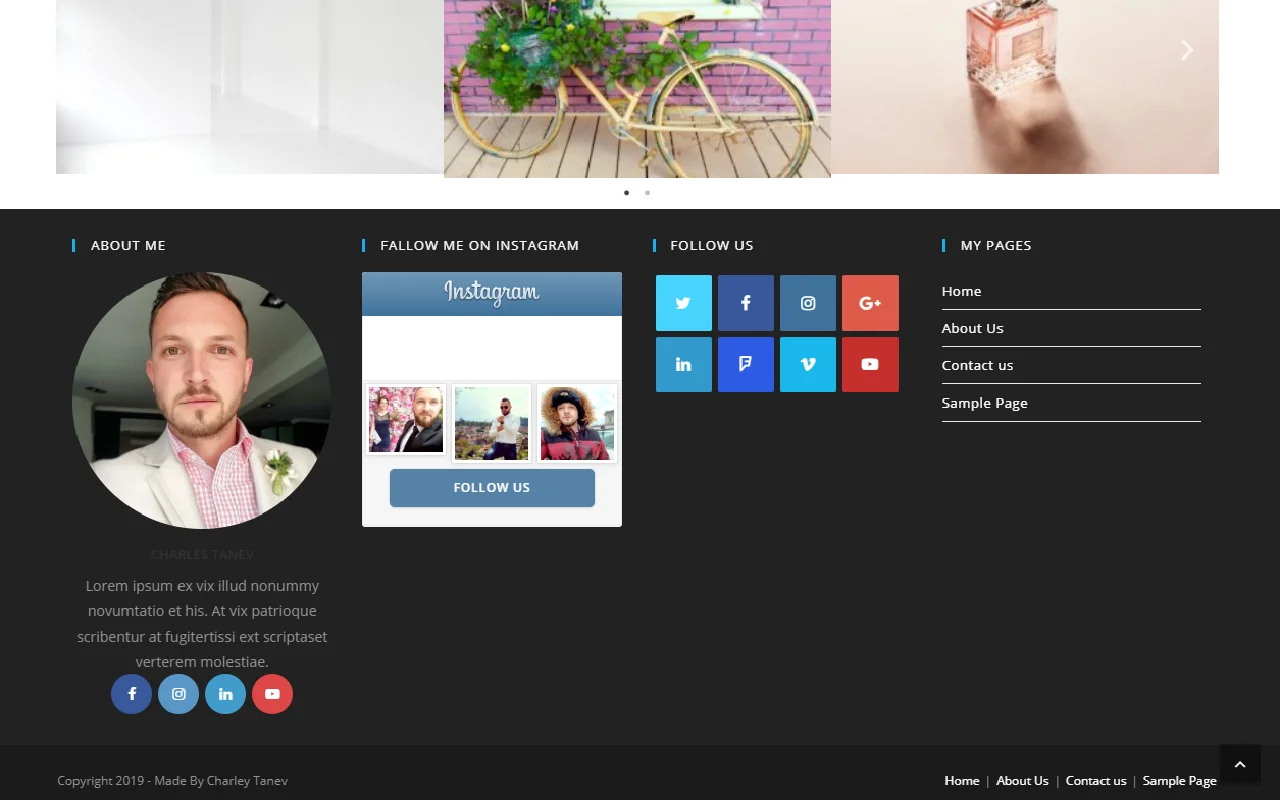 ABOUT ME
CHARLES TANEV
Lorem ipsum ex vix illud nonummy
novumtatio et his. At vix patrioque
scribentur at fugitertissi ext scriptaset
verterem molestiae.
FALLOW ME ON INSTAGRAM
Instagram
FOLLOW US
FOLLOW US
MY PAGES
Home
About Us
Contact us
Sample Page
Copyright 2019 - Made By Charley Tanev
Home | About Us | Contact us | Sample Page